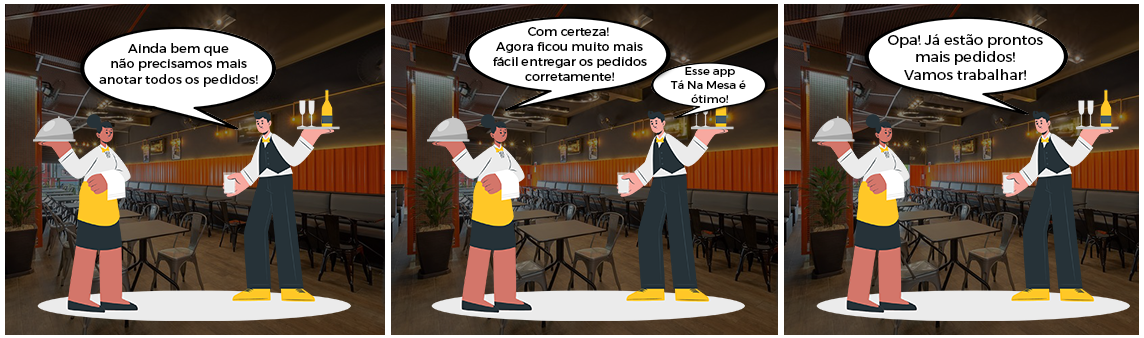 Ainda bem que
não precisamos mais
anotar todos os pedidos!
Com certeza!
Agora ficou muito mais
fácil entregar os pedidos
corretamente!
Esse app
Tá Na Mesa é
ótimo!
Opa! Já estão prontos
mais pedidos!
Vamos trabalhar!